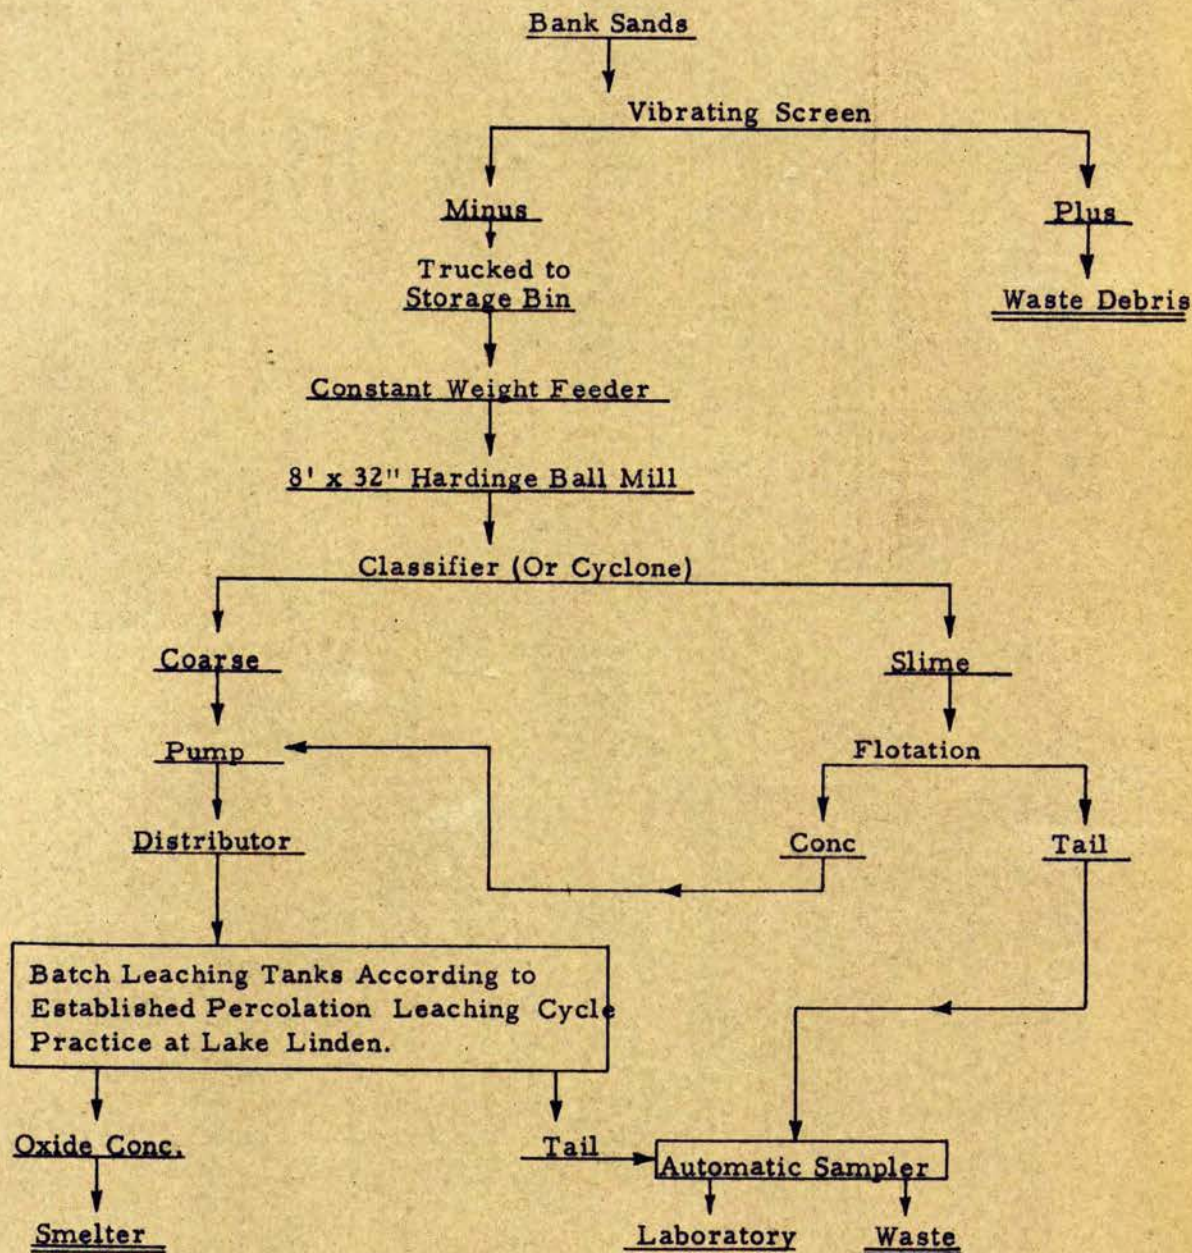 Bank Sands
Vibrating Screen
Minus
Plus
Trucked to
Storage Bin
Waste Debris
Constant Weight Feeder
8' x 32" Hardinge Ball Mill
Classifier (Or Cyclone)
Coarse
Slime
Pump
Flotation
Distributor
Conc
Tail
Batch Leaching Tanks According to
Established Percolation Leaching Cycle
Practice at Lake Linden.
Oxide Conc.
Tail
Automatic Sampler
Smelter
Laboratory
Waste